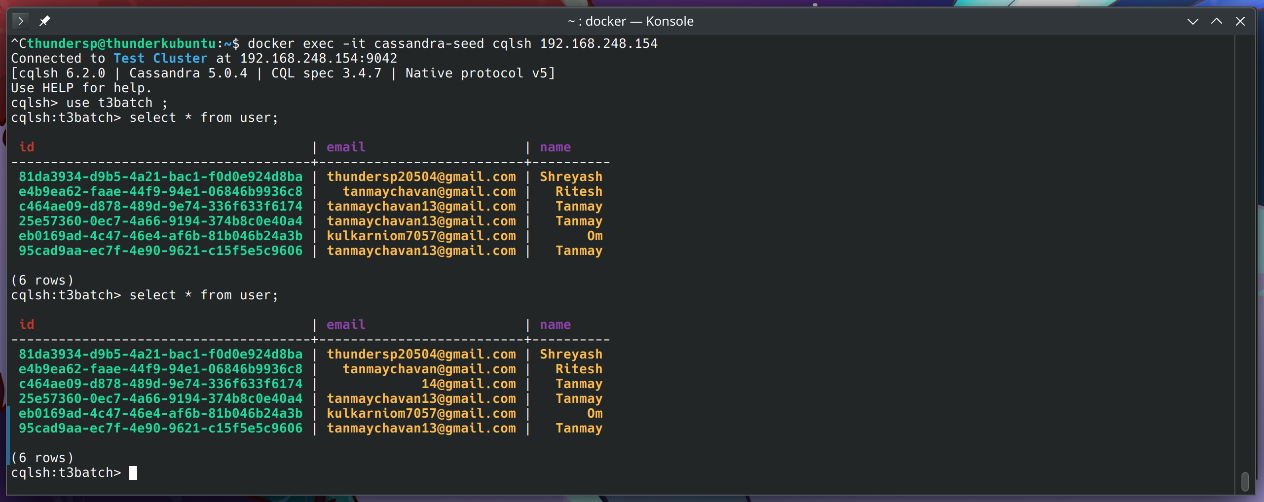 ~ : docker — Konsole
^Cthundersp@thunderkubuntu:~$ docker exec -it cassandra-seed cqlsh 192.168.248.154
Connected to Test Cluster at 192.168.248.154:9042
[cqlsh 6.2.0 | Cassandra 5.0.4 | CQL spec 3.4.7 | Native protocol v5]
Use HELP for help.
cqlsh> use t3batch ;
cqlsh:t3batch> select * from user;
 id                                   | email                   | name
--------------------------------------+-------------------------+----------
 81da3934-d9b5-4a21-bac1-f0d0e924d8ba | thundersp20504@gmail.com | Shreyash
 e4b9ea62-faae-44f9-94e1-06846b9936c8 |   tanmaychavan@gmail.com |   Ritesh
 c464ae09-d878-489d-9e74-336f633f6174 | tanmaychavan13@gmail.com |   Tanmay
 25e57360-0ec7-4a66-9194-374b8c0e40a4 | tanmaychavan13@gmail.com |   Tanmay
 eb0169ad-4c47-46e4-af6b-81b046b24a3b | kulkarniom7057@gmail.com |       Om
 95cad9aa-ec7f-4e90-9621-c15f5e5c9606 | tanmaychavan13@gmail.com |   Tanmay
(6 rows)
cqlsh:t3batch> select * from user;
 id                                   | email                   | name
--------------------------------------+-------------------------+----------
 81da3934-d9b5-4a21-bac1-f0d0e924d8ba | thundersp20504@gmail.com | Shreyash
 e4b9ea62-faae-44f9-94e1-06846b9936c8 |   tanmaychavan@gmail.com |   Ritesh
 c464ae09-d878-489d-9e74-336f633f6174 |             14@gmail.com |   Tanmay
 25e57360-0ec7-4a66-9194-374b8c0e40a4 | tanmaychavan13@gmail.com |   Tanmay
 eb0169ad-4c47-46e4-af6b-81b046b24a3b | kulkarniom7057@gmail.com |       Om
 95cad9aa-ec7f-4e90-9621-c15f5e5c9606 | tanmaychavan13@gmail.com |   Tanmay
(6 rows)
cqlsh:t3batch>